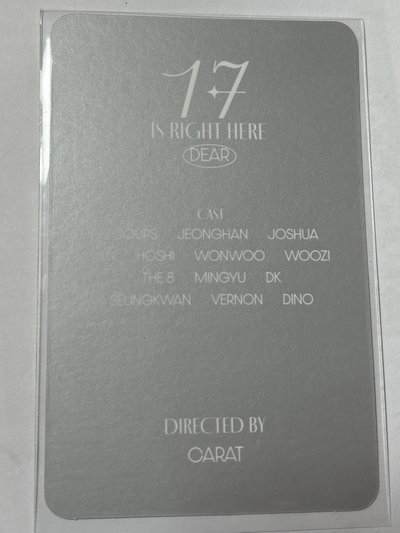 17
IS RIGHT HERE
DEAR
CAST
COUPS JEONGHAN JOSHUA
HOSHI WONWOO WOOZI
THE 8 MINGYU DK
SEUNGKWAN VERNON DINO
DIRECTED BY
CARAT